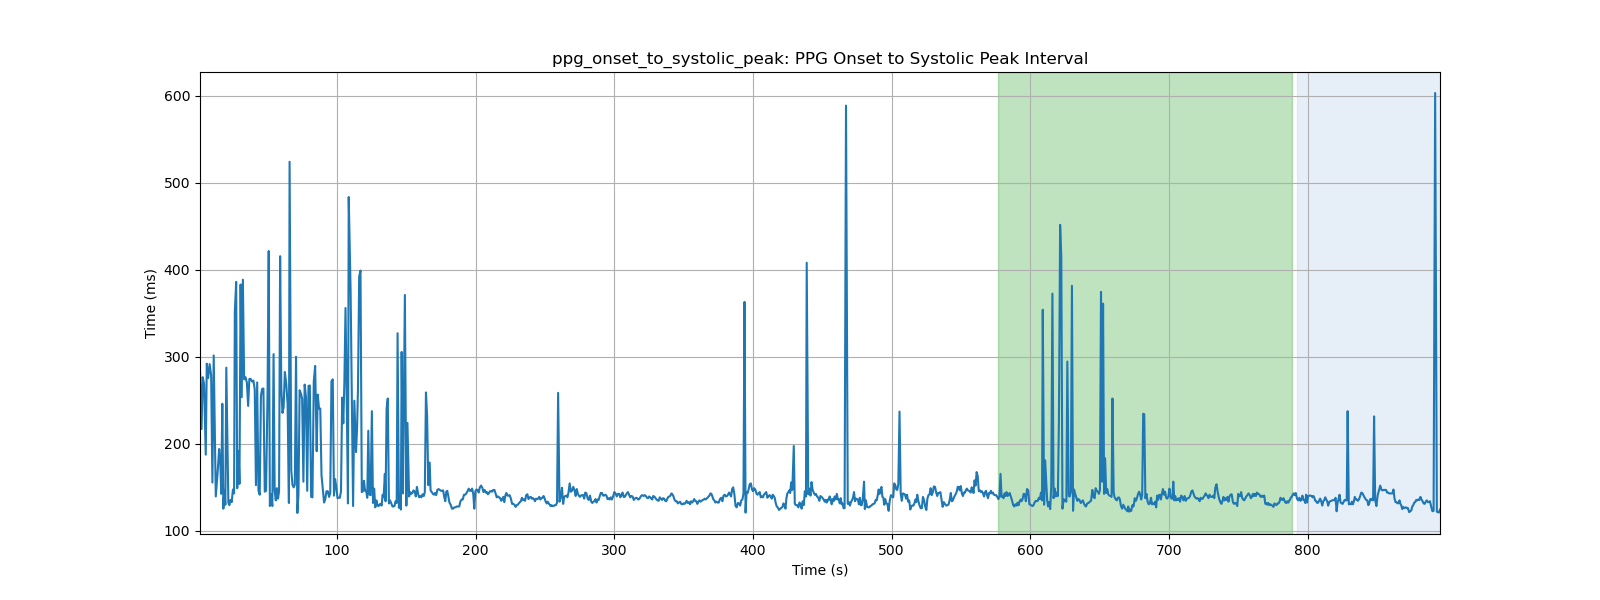 ppg_onset_to_systolic_peak: PPG Onset to Systolic Peak Interval
600
500
400
300
200
100
Time (ms)
100 200 300 400 500 600 700 800
Time (s)